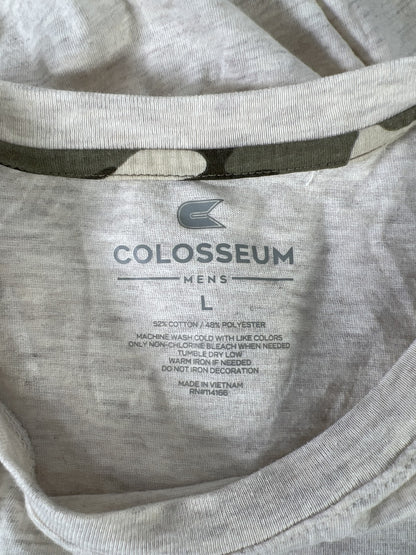 COLOSSEUM
MENS
L
52% COTTON / 48% POLYESTER
MACHINE WASH COLD WITH LIKE COLORS
ONLY NON-CHLORINE BLEACH WHEN NEEDED
TUMBLE DRY LOW
WARM IRON IF NEEDED
DO NOT IRON DECORATION
MADE IN VIETNAM
RN#114166